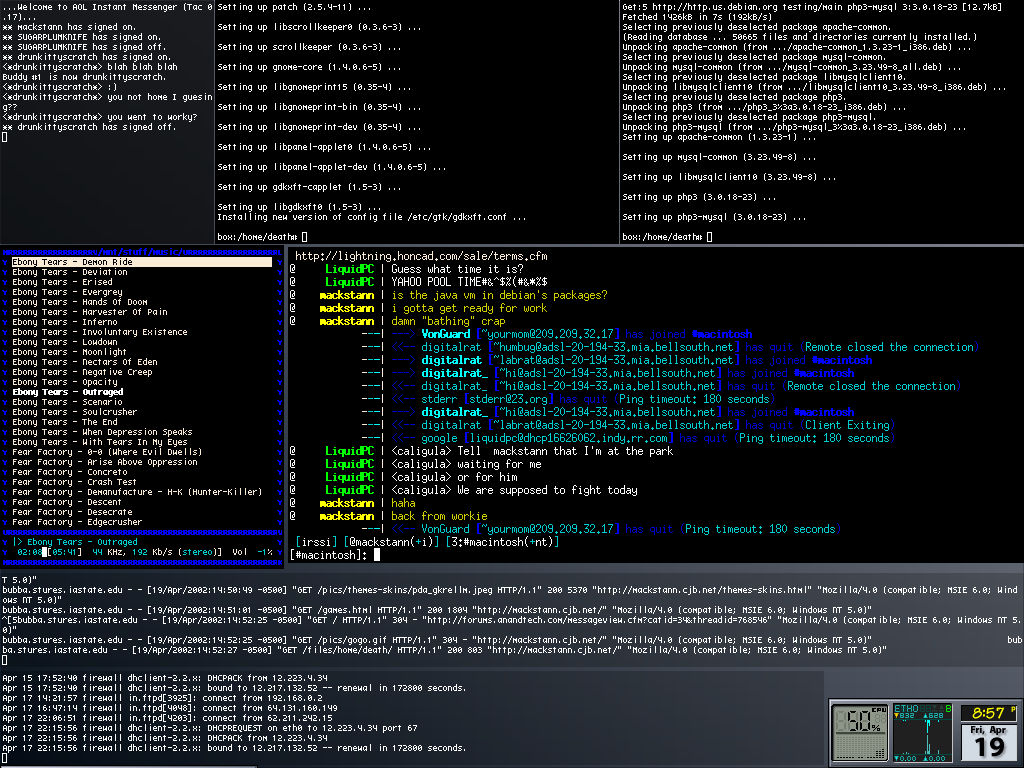 ...Welcome to AOL Instant Messenger (Tac 0
.17)...
** mackstann has signed on.
** SUGARPLUMKNIFE has signed on.
** SUGARPLUMKNIFE has signed off.
** drunkittyscratch has signed on.
<*drunkittyscratch*> blah blah blah
Buddy #1 is now drunkittyscratch.
<*drunkittyscratch*> :)
<*drunkittyscratch*> you not home I guesin
g??
<*drunkittyscratch*> you went to worky?
** drunkittyscratch has signed off.
Setting up patch (2.5.4-11) ...
Setting up libscrollkeeper0 (0.3.6-3) ...
Setting up scrollkeeper (0.3.6-3) ...
Setting up gnome-core (1.4.0.6-5) ...
Setting up libgnomeprint15 (0.35-4) ...
Setting up libgnomeprint-bin (0.35-4) ...
Setting up libgnomeprint-dev (0.35-4) ...
Setting up libpanel-applet0 (1.4.0.6-5) ...
Setting up libpanel-applet-dev (1.4.0.6-5) ...
Setting up gdkxft-capplet (1.5-3) ...
Setting up libgdkxft0 (1.5-3) ...
Installing new version of config file /etc/gtk/gdkxft.conf ...
box:/home/death#
Get:5 http://http.us.debian.org testing/main php3-mysql 3:3.0.18-23 [12.7kB]
Fetched 1426kB in 7s (192kB/s)
Selecting previously deselected package apache-common.
(Reading database ... 50665 files and directories currently installed.)
Unpacking apache-common (from .../apache-common_1.3.23-1_i386.deb) ...
Selecting previously deselected package mysql-common.
Unpacking mysql-common (from .../mysql-common_3.23.49-8_all.deb) ...
Selecting previously deselected package libmysqlclient10.
Unpacking libmysqlclient10 (from .../libmysqlclient10_3.23.49-8_i386.deb) ...
Selecting previously deselected package php3.
Unpacking php3 (from .../php3_3%3a3.0.18-23_i386.deb) ...
Selecting previously deselected package php3-mysql.
Unpacking php3-mysql (from .../php3-mysql_3%3a3.0.18-23_i386.deb) ...
Setting up apache-common (1.3.23-1) ...
Setting up mysql-common (3.23.49-8) ...
Setting up libmysqlclient10 (3.23.49-8) ...
Setting up php3 (3.0.18-23) ...
Setting up php3-mysql (3.0.18-23) ...
box:/home/death#
Ebony Tears - Demon Ride
Ebony Tears - Deviation
Ebony Tears - Erised
Ebony Tears - Evergrey
Ebony Tears - Hands Of Doom
Ebony Tears - Harvester Of Pain
Ebony Tears - Inferno
Ebony Tears - Involuntary Existence
Ebony Tears - Lowdown
Ebony Tears - Moonlight
Ebony Tears - Nectars Of Eden
Ebony Tears - Negative Creep
Ebony Tears - Opacity
Ebony Tears - Outraged
Ebony Tears - Scenario
Ebony Tears - Soulcrusher
Ebony Tears - The End
Ebony Tears - When Depression Speaks
Ebony Tears - With Tears In My Eyes
Fear Factory - 0-0 (Where Evil Dwells)
Fear Factory - Arise Above Oppression
Fear Factory - Concreto
Fear Factory - Crash Test
Fear Factory - Demanufacture - H-K (Hunter-Killer)
Fear Factory - Descent
Fear Factory - Desecrate
Fear Factory - Edgecrusher
|> Ebony Tears - Outraged
02:08[05:41] 44 KHz, 192 Kb/s (stereo)| Vol -1%
http://lightning.honcad.com/sale/terms.cfm
@ LiquidPC | Guess what time it is?
@ LiquidPC | YAHOO POOL TIME#&^$%(#&#%$
@ mackstann | is the java vm in debian's packages?
@ mackstann | i gotta get ready for work
@ mackstann | damn "bathing" crap
---| ---> VonGuard [~yourmom@209.209.32.17] has joined #macintosh
---| <--- digitalrat [~humbug@adsl-20-194-33.mia.bellsouth.net] has quit (Remote closed the connection)
---| ---> digitalrat [~labrat@adsl-20-194-33.mia.bellsouth.net] has joined #macintosh
---| ---> digitalrat_ [~hi@adsl-20-194-33.mia.bellsouth.net] has joined #macintosh
---| <--- digitalrat_ [~hi@adsl-20-194-33.mia.bellsouth.net] has quit (Remote closed the connection)
---| <--- stderr [stderr@23.org] has quit (Ping timeout: 180 seconds)
---| ---> digitalrat_ [~hi@adsl-20-194-33.mia.bellsouth.net] has joined #macintosh
---| <--- digitalrat [~labrat@adsl-20-194-33.mia.bellsouth.net] has quit (Client Exiting)
---| <--- google [liquidpc@dhcp16626062.indy.rr.com] has quit (Ping timeout: 180 seconds)
@ LiquidPC | <caligula> Tell mackstann that I'm at the park
@ LiquidPC | <caligula> waiting for me
@ LiquidPC | <caligula> or for him
@ LiquidPC | <caligula> We are supposed to fight today
@ mackstann | haha
@ mackstann | back from workie
---| <--- VonGuard [~yourmom@209.209.32.17] has quit (Ping timeout: 180 seconds)
[irssi] [@mackstann(+i)] [3:#macintosh(+nt)]
[#macintosh]:
T 5.0)"
bubba.stures.iastate.edu - - [19/Apr/2002:14:50:49 -0500] "GET /pics/themes-skins/pda_gkrellm.jpeg HTTP/1.1" 200 5370 "http://mackstann.cjb.net/themes-skins.html" "Mozilla/4.0 (compatible; MSIE 6.0; Wind
ows NT 5.0)"
bubba.stures.iastate.edu - - [19/Apr/2002:14:51:01 -0500] "GET /games.html HTTP/1.1" 200 1804 "http://mackstann.cjb.net/" "Mozilla/4.0 (compatible; MSIE 6.0; Windows NT 5.0)"
^[5bubba.stures.iastate.edu - - [19/Apr/2002:14:52:25 -0500] "GET / HTTP/1.1" 304 - "http://forums.anandtech.com/messageview.cfm?catid=34&threadid=768546" "Mozilla/4.0 (compatible; MSIE 6.0; Windows NT 5.
0)"
bubba.stures.iastate.edu - - [19/Apr/2002:14:52:25 -0500] "GET /pics/gogo.gif HTTP/1.1" 304 - "http://mackstann.cjb.net/" "Mozilla/4.0 (compatible; MSIE 6.0; Windows NT 5.0)" bub
ba.stures.iastate.edu - - [19/Apr/2002:14:52:27 -0500] "GET /files/home/death/ HTTP/1.1" 200 803 "http://mackstann.cjb.net/" "Mozilla/4.0 (compatible; MSIE 6.0; Windows NT 5.0)"
Apr 15 17:52:40 firewall dhclient-2.2.x: DHCPACK from 12.223.4.34
Apr 15 17:52:40 firewall dhclient-2.2.x: bound to 12.217.132.52 -- renewal in 172800 seconds.
Apr 17 14:21:57 firewall in.ftpd[3925]: connect from 192.168.0.2
Apr 17 16:47:14 firewall in.ftpd[4048]: connect from 64.131.160.149
Apr 17 22:06:51 firewall in.ftpd[4203]: connect from 62.211.242.15
Apr 17 22:15:56 firewall dhclient-2.2.x: DHCPREQUEST on eth0 to 12.223.4.34 port 67
Apr 17 22:15:56 firewall dhclient-2.2.x: DHCPACK from 12.223.4.34
Apr 17 22:15:56 firewall dhclient-2.2.x: bound to 12.217.132.52 -- renewal in 172800 seconds.
CPU
50%
ETH0 B
832 628
0.00 0.00
8:57 P
Fri, Apr
19